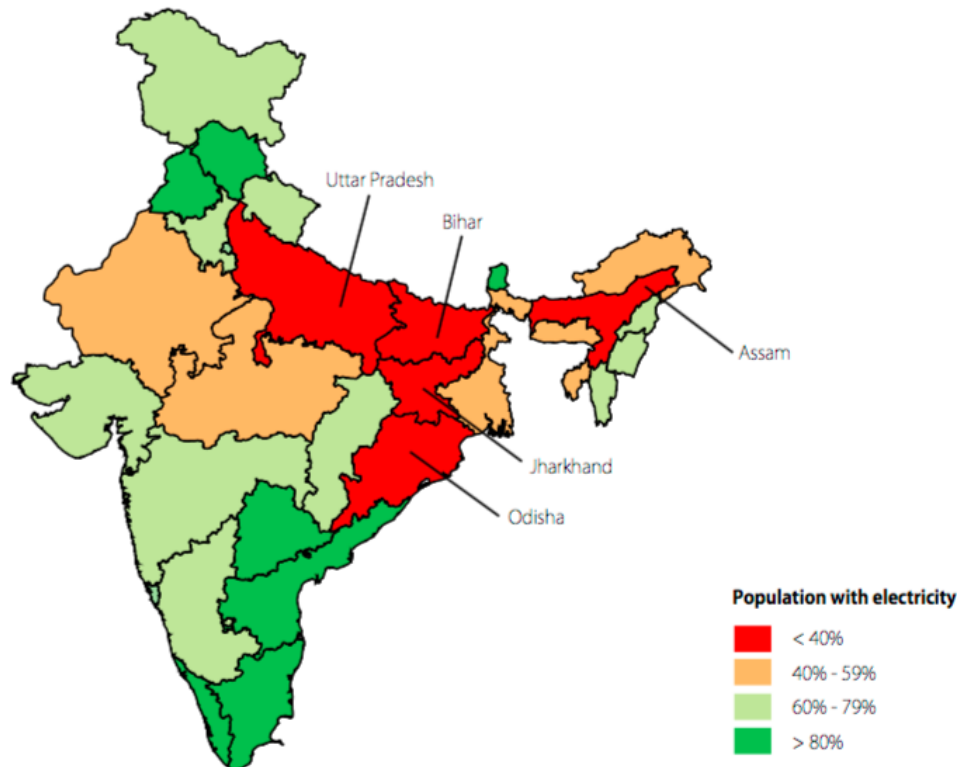 Uttar Pradesh
Bihar
Assam
Jharkhand
Odisha
Population with electricity
< 40%
40% - 59%
60% - 79%
> 80%